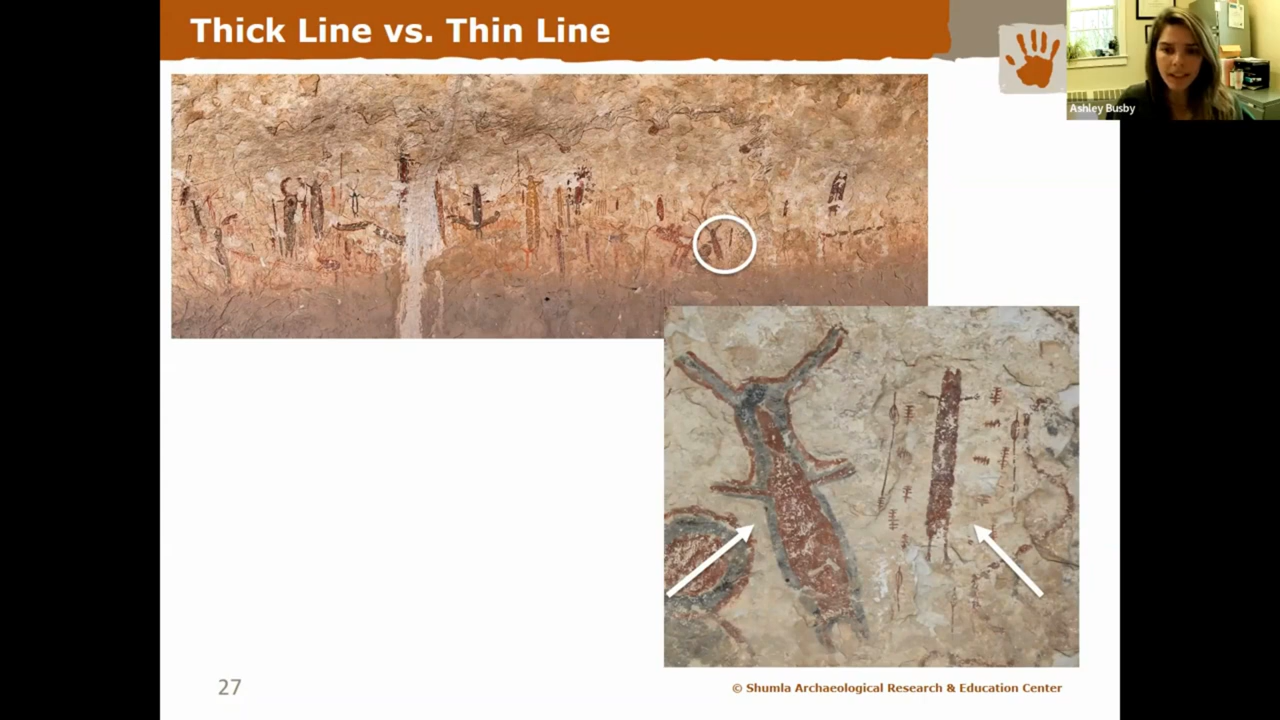 Thick Line vs. Thin Line
Ashley Busby
27
© Shumla Archaeological Research & Education Center